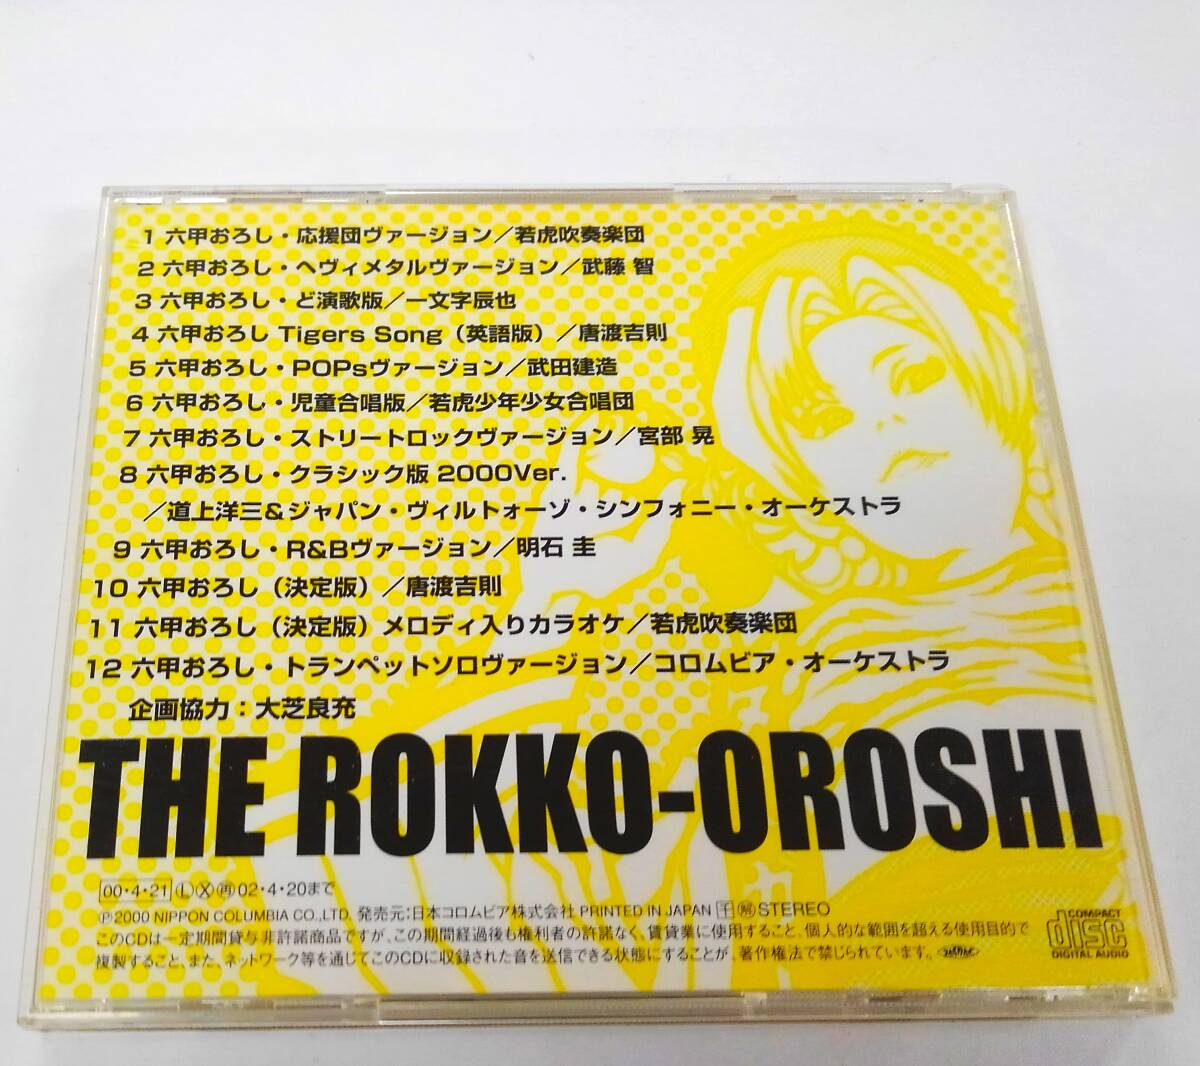 1 六甲おろし・応援団ヴァージョン／若虎吹奏楽団
2 六甲おろし・ヘヴィメタルヴァージョン／武藤 智
3 六甲おろし・ど演歌版／一文字辰也
4 六甲おろし Tigers Song（英語版）／唐渡吉則
5 六甲おろし・POPsヴァージョン／武田建造
6 六甲おろし・児童合唱版／若虎少年少女合唱団
7 六甲おろし・ストリートロックヴァージョン／宮部 晃
8 六甲おろし・クラシック版 2000Ver.
／道上洋三＆ジャパン・ヴィルトォーゾ・シンフォニー・オーケストラ
9 六甲おろし・R&Bヴァージョン／明石 圭
10 六甲おろし（決定版）／唐渡吉則
11 六甲おろし（決定版）メロディ入りカラオケ／若虎吹奏楽団
12 六甲おろし・トランペットソロヴァージョン／コロムビア・オーケストラ
企画協力：大芝良充
THE ROKKO-OROSHI
00・4・21 Ⓛ Ⓧ 再 02・4・20まで
℗2000 NIPPON COLUMBIA CO.,LTD. 発売元:日本コロムビア株式会社 PRINTED IN JAPAN STEREO
このCDは一定期間貸与非許諾商品ですが、この期間経過後も権利者の許諾なく、賃貸業に使用すること、個人的な範囲を超える使用目的で
複製すること、また、ネットワーク等を通じてこのCDに収録された音を送信できる状態にすることが、著作権法で禁じられています。
COMPACT
disc
DIGITAL AUDIO